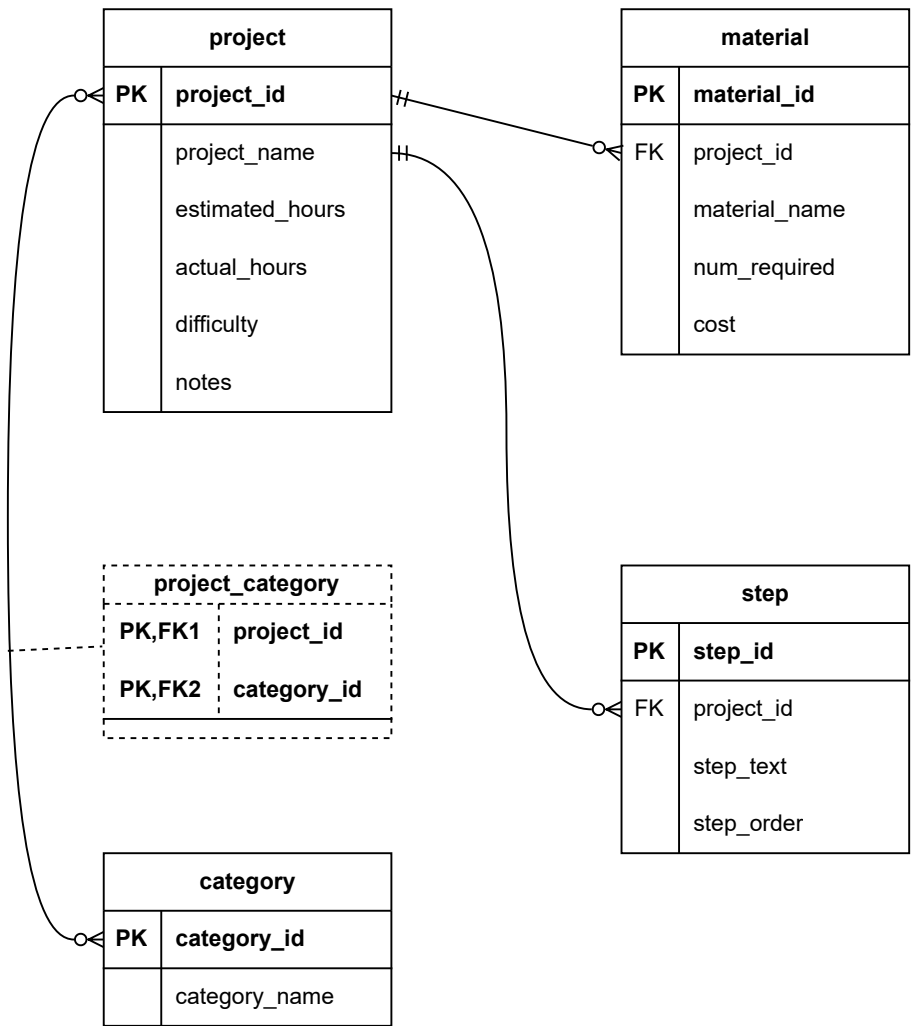 project
PK project_id
project_name
estimated_hours
actual_hours
difficulty
notes
material
PK material_id
FK project_id
material_name
num_required
cost
project_category
PK,FK1 project_id
PK,FK2 category_id
step
PK step_id
FK project_id
step_text
step_order
category
PK category_id
category_name